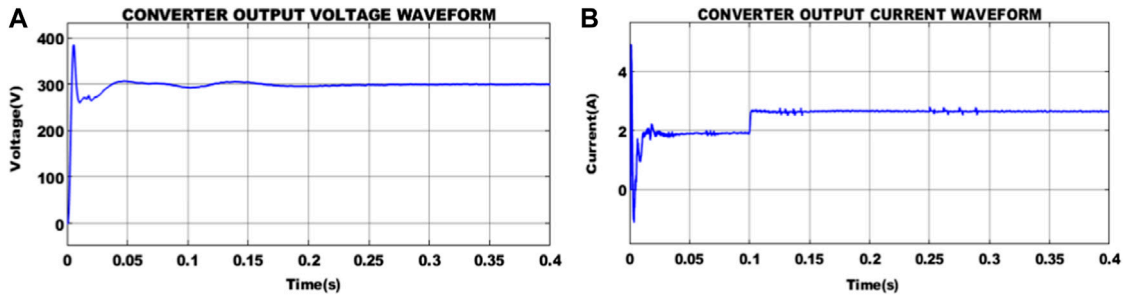 A
CONVERTER OUTPUT VOLTAGE WAVEFORM
Voltage(V)
400
300
200
100
0
0 0.05 0.1 0.15 0.2 0.25 0.3 0.35 0.4
Time(s)
B
CONVERTER OUTPUT CURRENT WAVEFORM
Current(A)
4
2
0
0 0.05 0.1 0.15 0.2 0.25 0.3 0.35 0.4
Time(s)